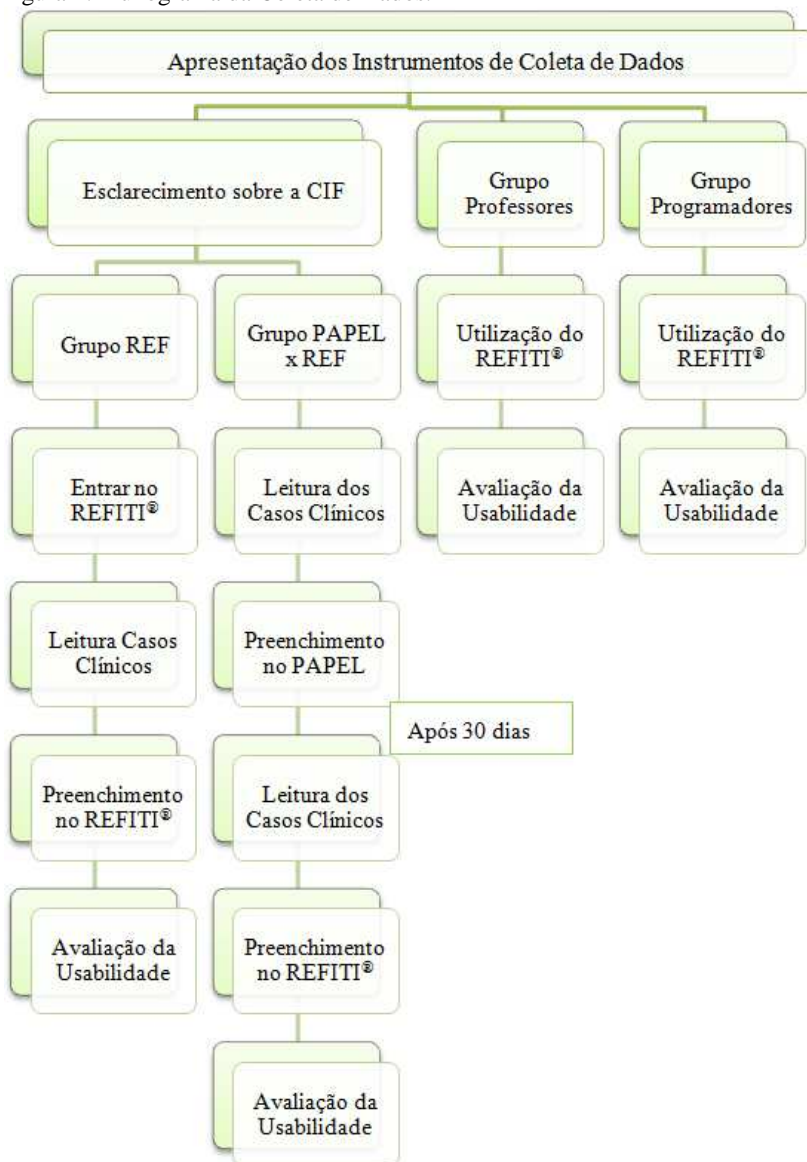 Apresentação dos Instrumentos de Coleta de Dados
Esclarecimento sobre a CIF
Grupo
Professores
Grupo
Programadores
Grupo REF
Grupo PAPEL
x REF
Utilização do
REFITI®
Utilização do
REFITI®
Entrar no
REFITI®
Leitura dos
Casos Clínicos
Avaliação da
Usabilidade
Avaliação da
Usabilidade
Leitura Casos
Clínicos
Preenchimento
no PAPEL
Após 30 dias
Preenchimento
no REFITI®
Leitura dos
Casos Clínicos
Avaliação da
Usabilidade
Preenchimento
no REFITI®
Avaliação da
Usabilidade